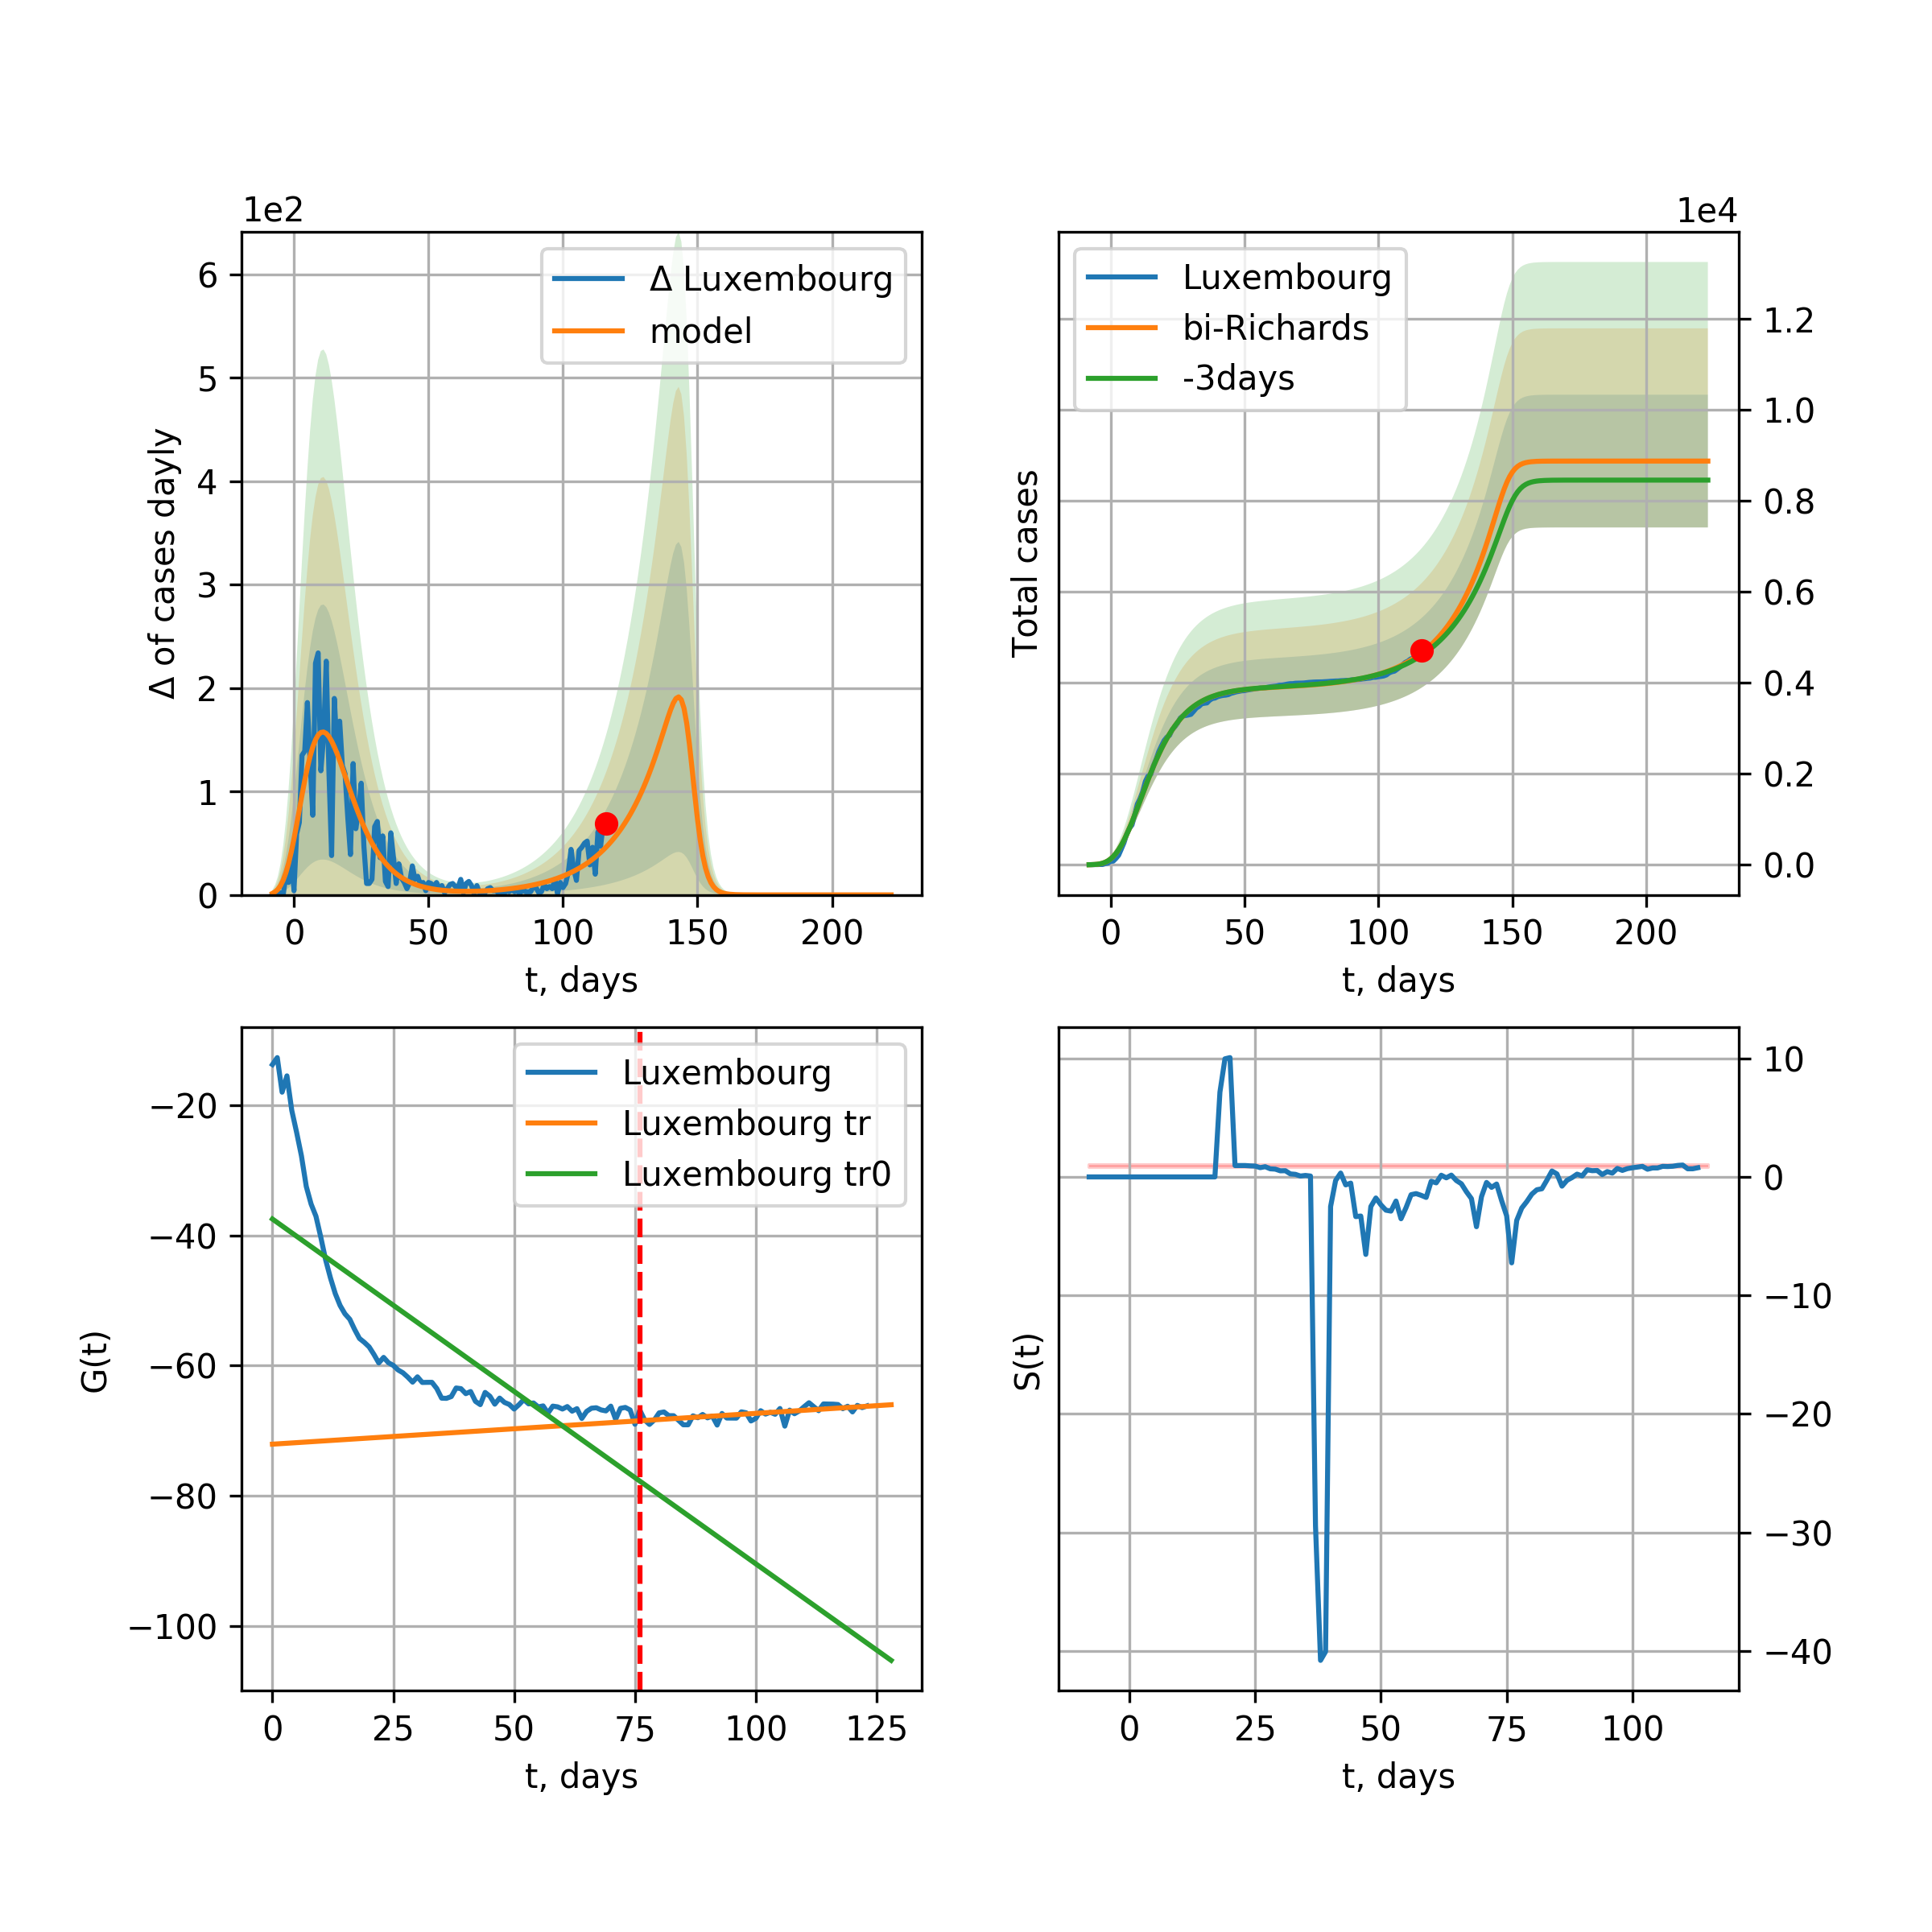 1e2
Δ of cases dayly
6
5
4
3
2
1
0
Δ Luxembourg
model
0 50 100 150 200
t, days
1e4
Total cases
Luxembourg
bi-Richards
-3days
1.2
1.0
0.8
0.6
0.4
0.2
0.0
0 50 100 150 200
t, days
G(t)
−20
−40
−60
−80
−100
Luxembourg
Luxembourg tr
Luxembourg tr0
0 25 50 75 100 125
t, days
S(t)
10
0
−10
−20
−30
−40
0 25 50 75 100
t, days